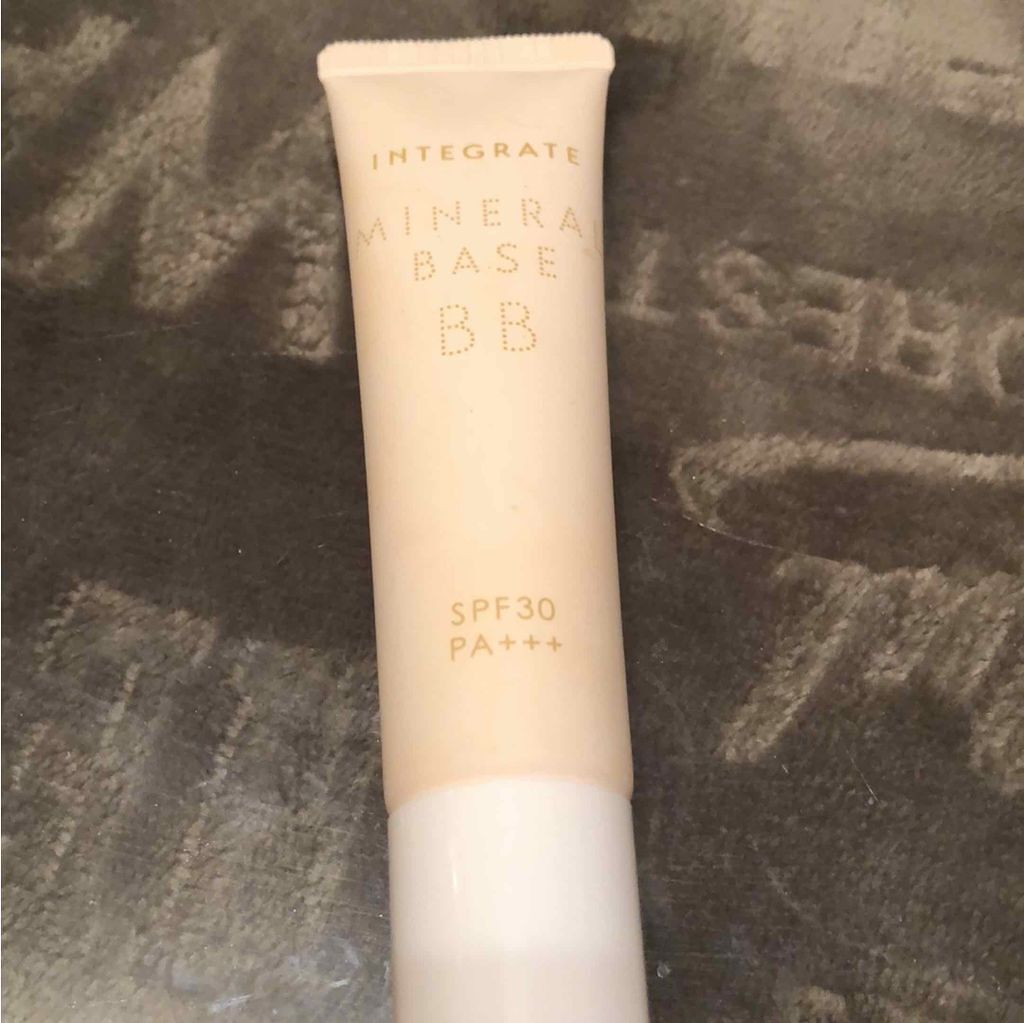 INTEGRATE
MINERAL
BASE
BB
SPF30
PA+++